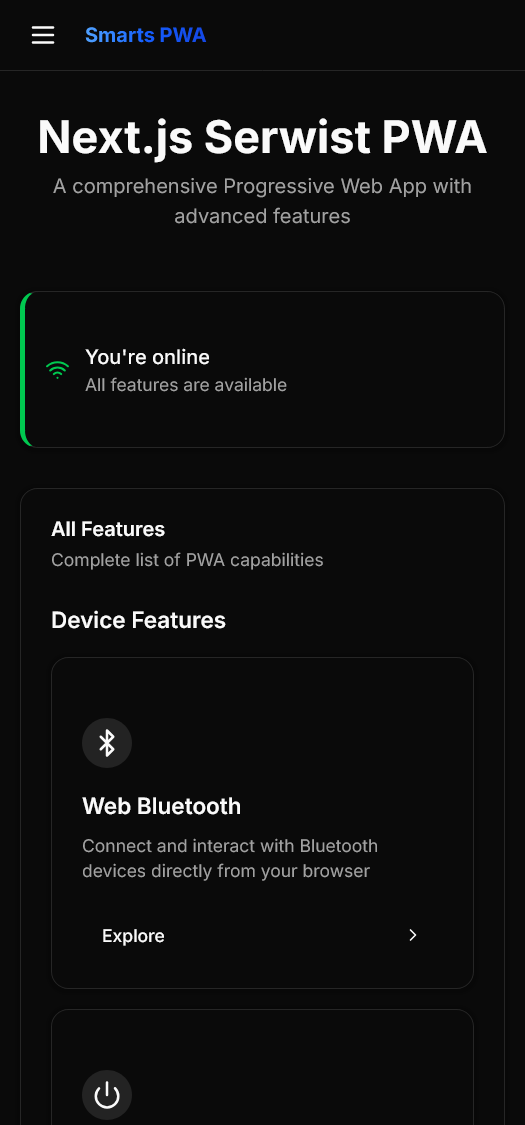 Smarts PWA
Next.js Serwist PWA
A comprehensive Progressive Web App with
advanced features
You're online
All features are available
All Features
Complete list of PWA capabilities
Device Features
Web Bluetooth
Connect and interact with Bluetooth
devices directly from your browser
Explore